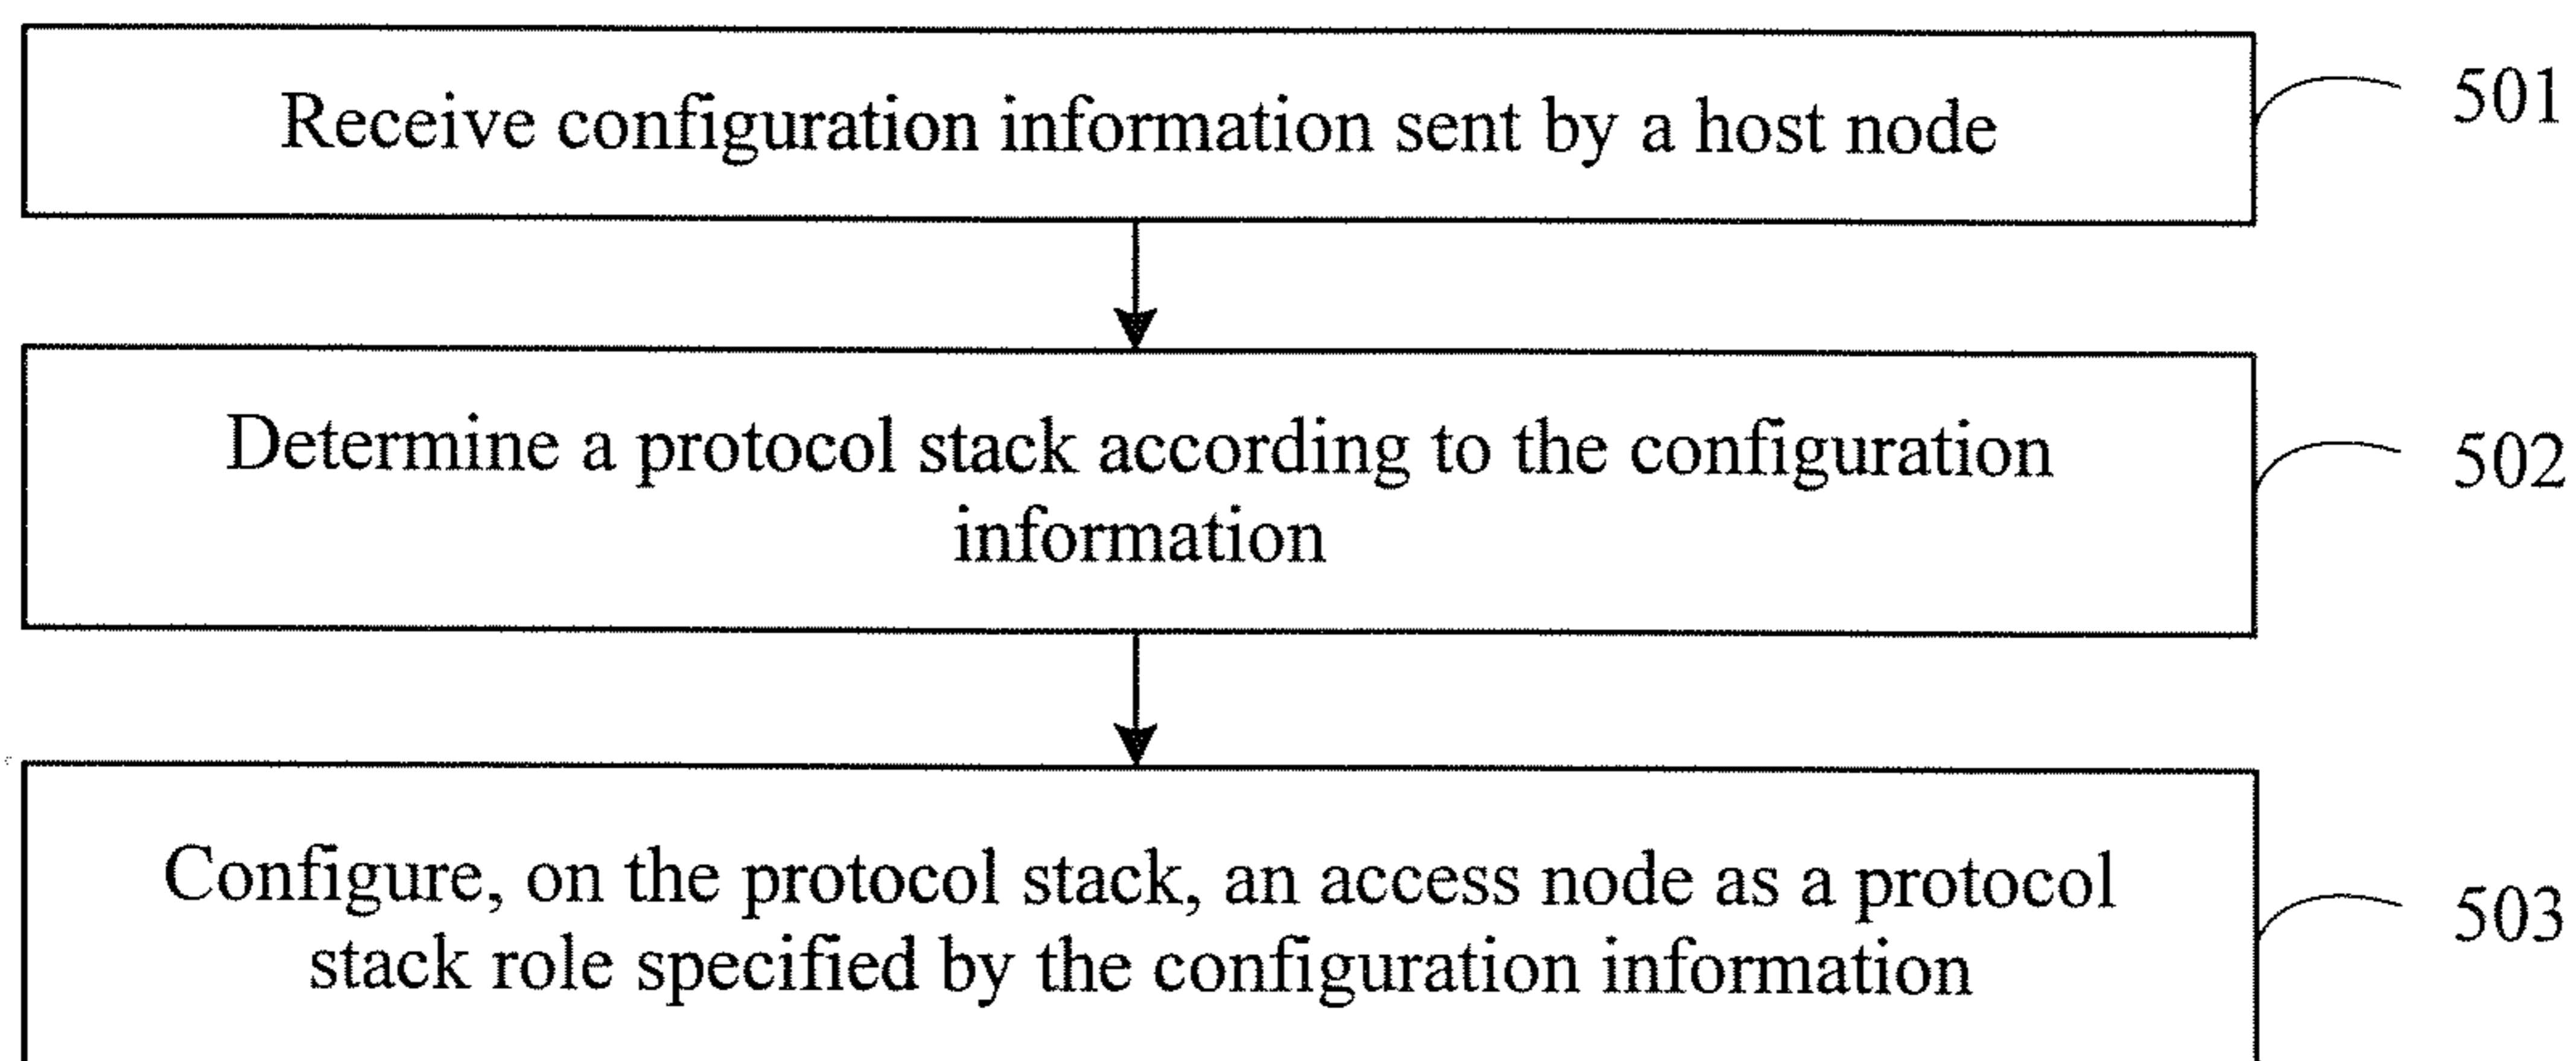 Receive configuration information sent by a host node
501
Determine a protocol stack according to the configuration
information
502
Configure, on the protocol stack, an access node as a protocol
stack role specified by the configuration information
503